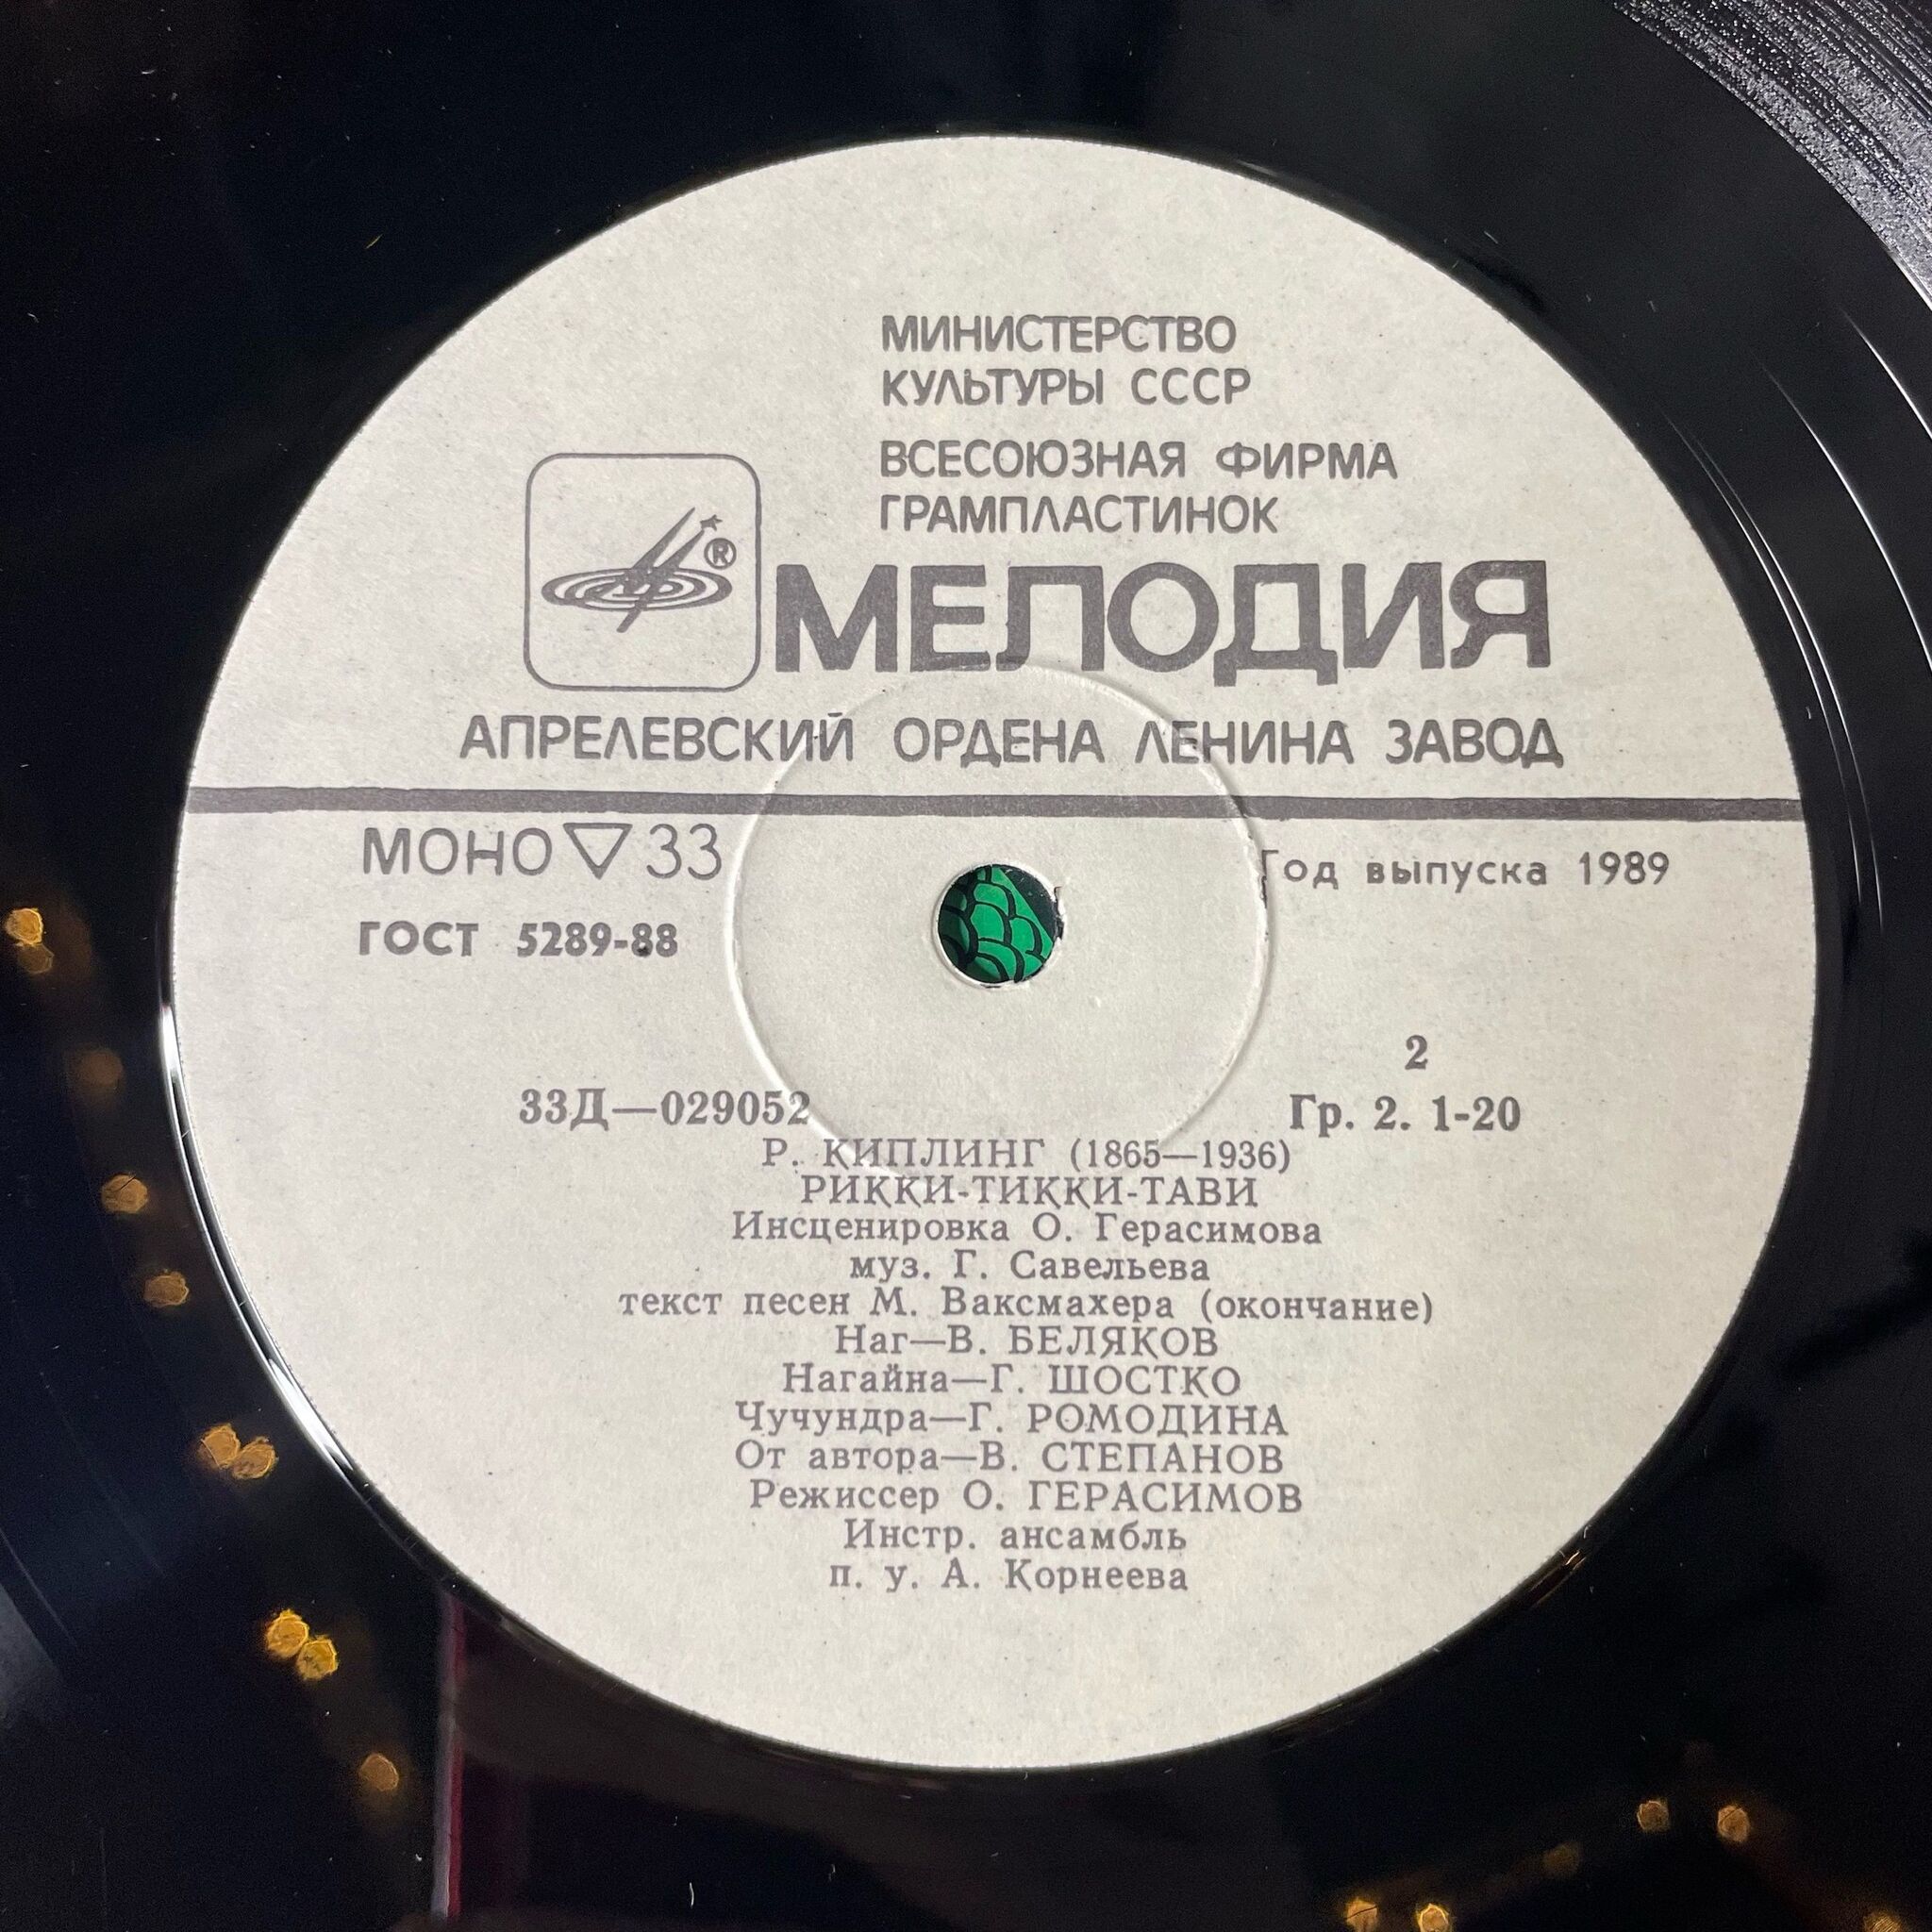 МИНИСТЕРСТВО
КУЛЬТУРЫ СССР
ВСЕСОЮЗНАЯ ФИРМА
ГРАМПЛАСТИНОК
®
МЕЛОДИЯ
АПРЕЛЕВСКИЙ ОРДЕНА ЛЕНИНА ЗАВОД
МОНО ▽ 33
Год выпуска 1989
ГОСТ 5289-88
2
33Д—029052
Гр. 2. 1-20
Р. КИПЛИНГ (1865—1936)
РИККИ-ТИККИ-ТАВИ
Инсценировка О. Герасимова
муз. Г. Савельева
текст песен М. Ваксмахера (окончание)
Наг—В. БЕЛЯКОВ
Нагайна—Г. ШОСТКО
Чучундра—Г. РОМОДИНА
От автора—В. СТЕПАНОВ
Режиссер О. ГЕРАСИМОВ
Инстр. ансамбль
п. у. А. Корнеева